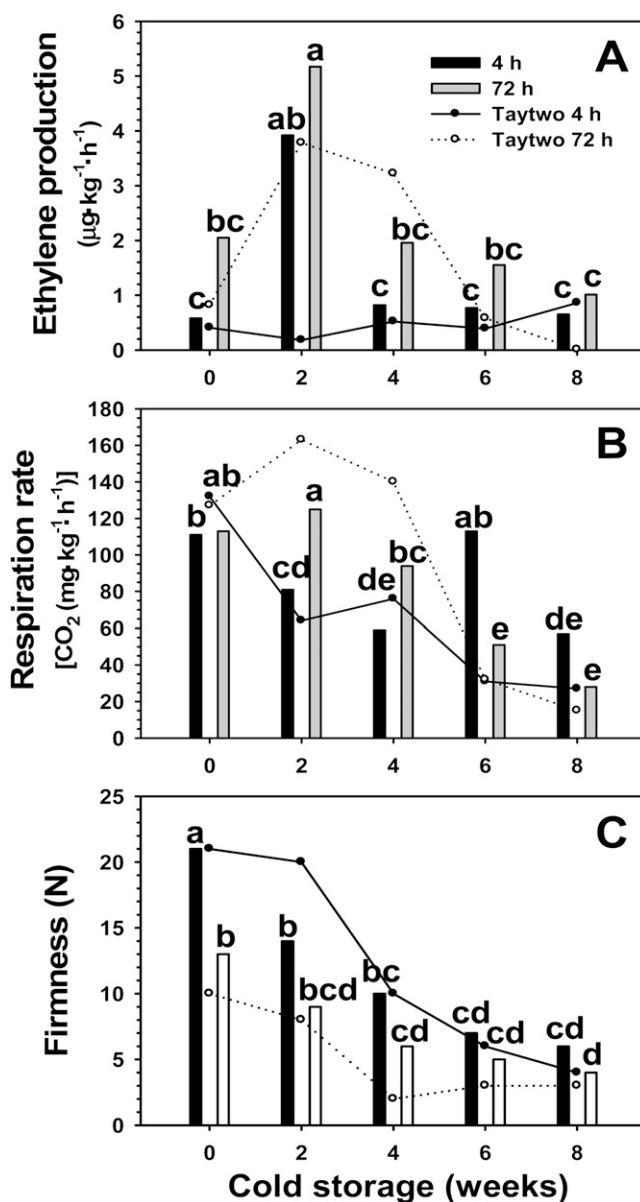 A
4 h
72 h
Taytwo 4 h
Taytwo 72 h
Ethylene production
(µg·kg⁻¹·h⁻¹)
6
5
4
3
2
1
0
c
bc
ab
a
c
bc
c
bc
c
c
0 2 4 6 8
B
Respiration rate
[CO₂ (mg·kg⁻¹·h⁻¹)]
180
160
140
120
100
80
60
40
20
0
b
ab
cd
a
de
bc
ab
e
de
e
0 2 4 6 8
C
Firmness (N)
25
20
15
10
5
0
a
b
b
bcd
bc
cd
cd
cd
cd
d
0 2 4 6 8
Cold storage (weeks)